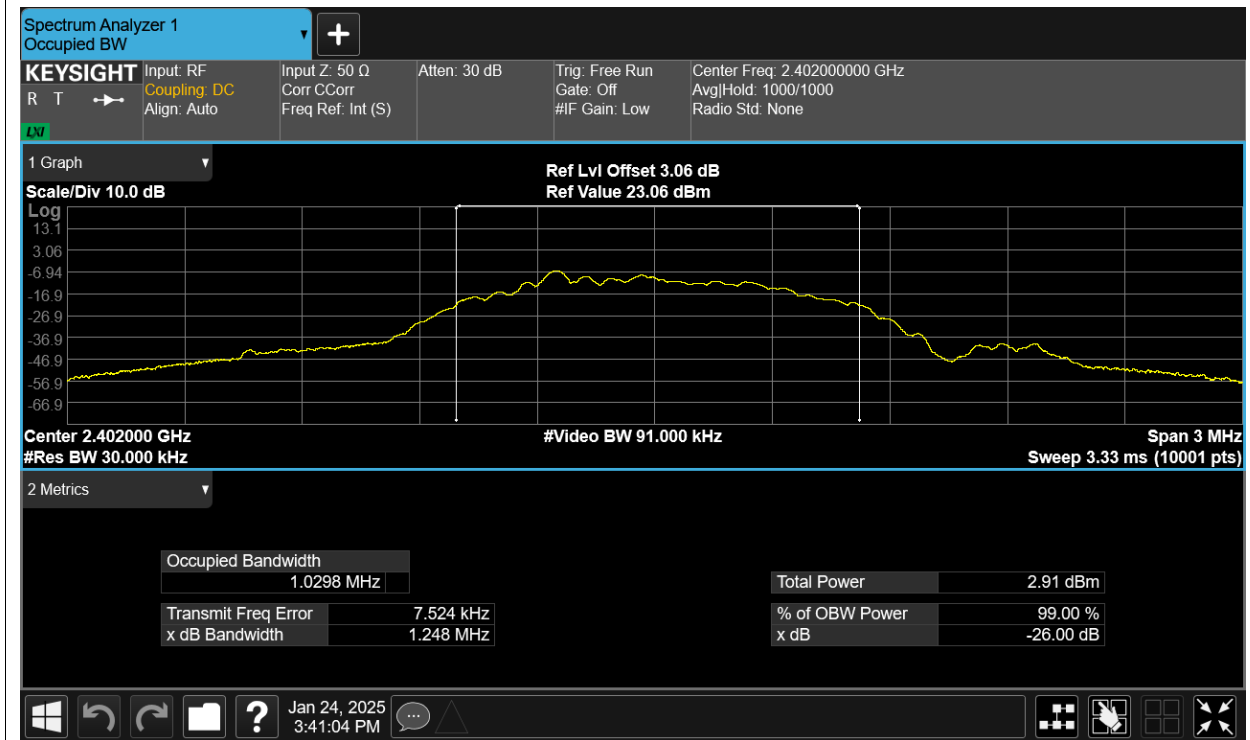 Spectrum Analyzer 1
Occupied BW
+
KEYSIGHT
R T
LXI
Input: RF
Coupling: DC
Align: Auto
Input Z: 50 Ω
Corr CCorr
Freq Ref: Int (S)
Atten: 30 dB
Trig: Free Run
Gate: Off
#IF Gain: Low
Center Freq: 2.402000000 GHz
Avg|Hold: 1000/1000
Radio Std: None
1 Graph
Scale/Div 10.0 dB
Ref Lvl Offset 3.06 dB
Ref Value 23.06 dBm
Log
13.1
3.06
-6.94
-16.9
-26.9
-36.9
-46.9
-56.9
-66.9
Center 2.402000 GHz
#Video BW 91.000 kHz
Span 3 MHz
#Res BW 30.000 kHz
Sweep 3.33 ms (10001 pts)
2 Metrics
Occupied Bandwidth
1.0298 MHz
Total Power 2.91 dBm
Transmit Freq Error 7.524 kHz
% of OBW Power 99.00 %
x dB Bandwidth 1.248 MHz
x dB -26.00 dB
?
Jan 24, 2025
3:41:04 PM